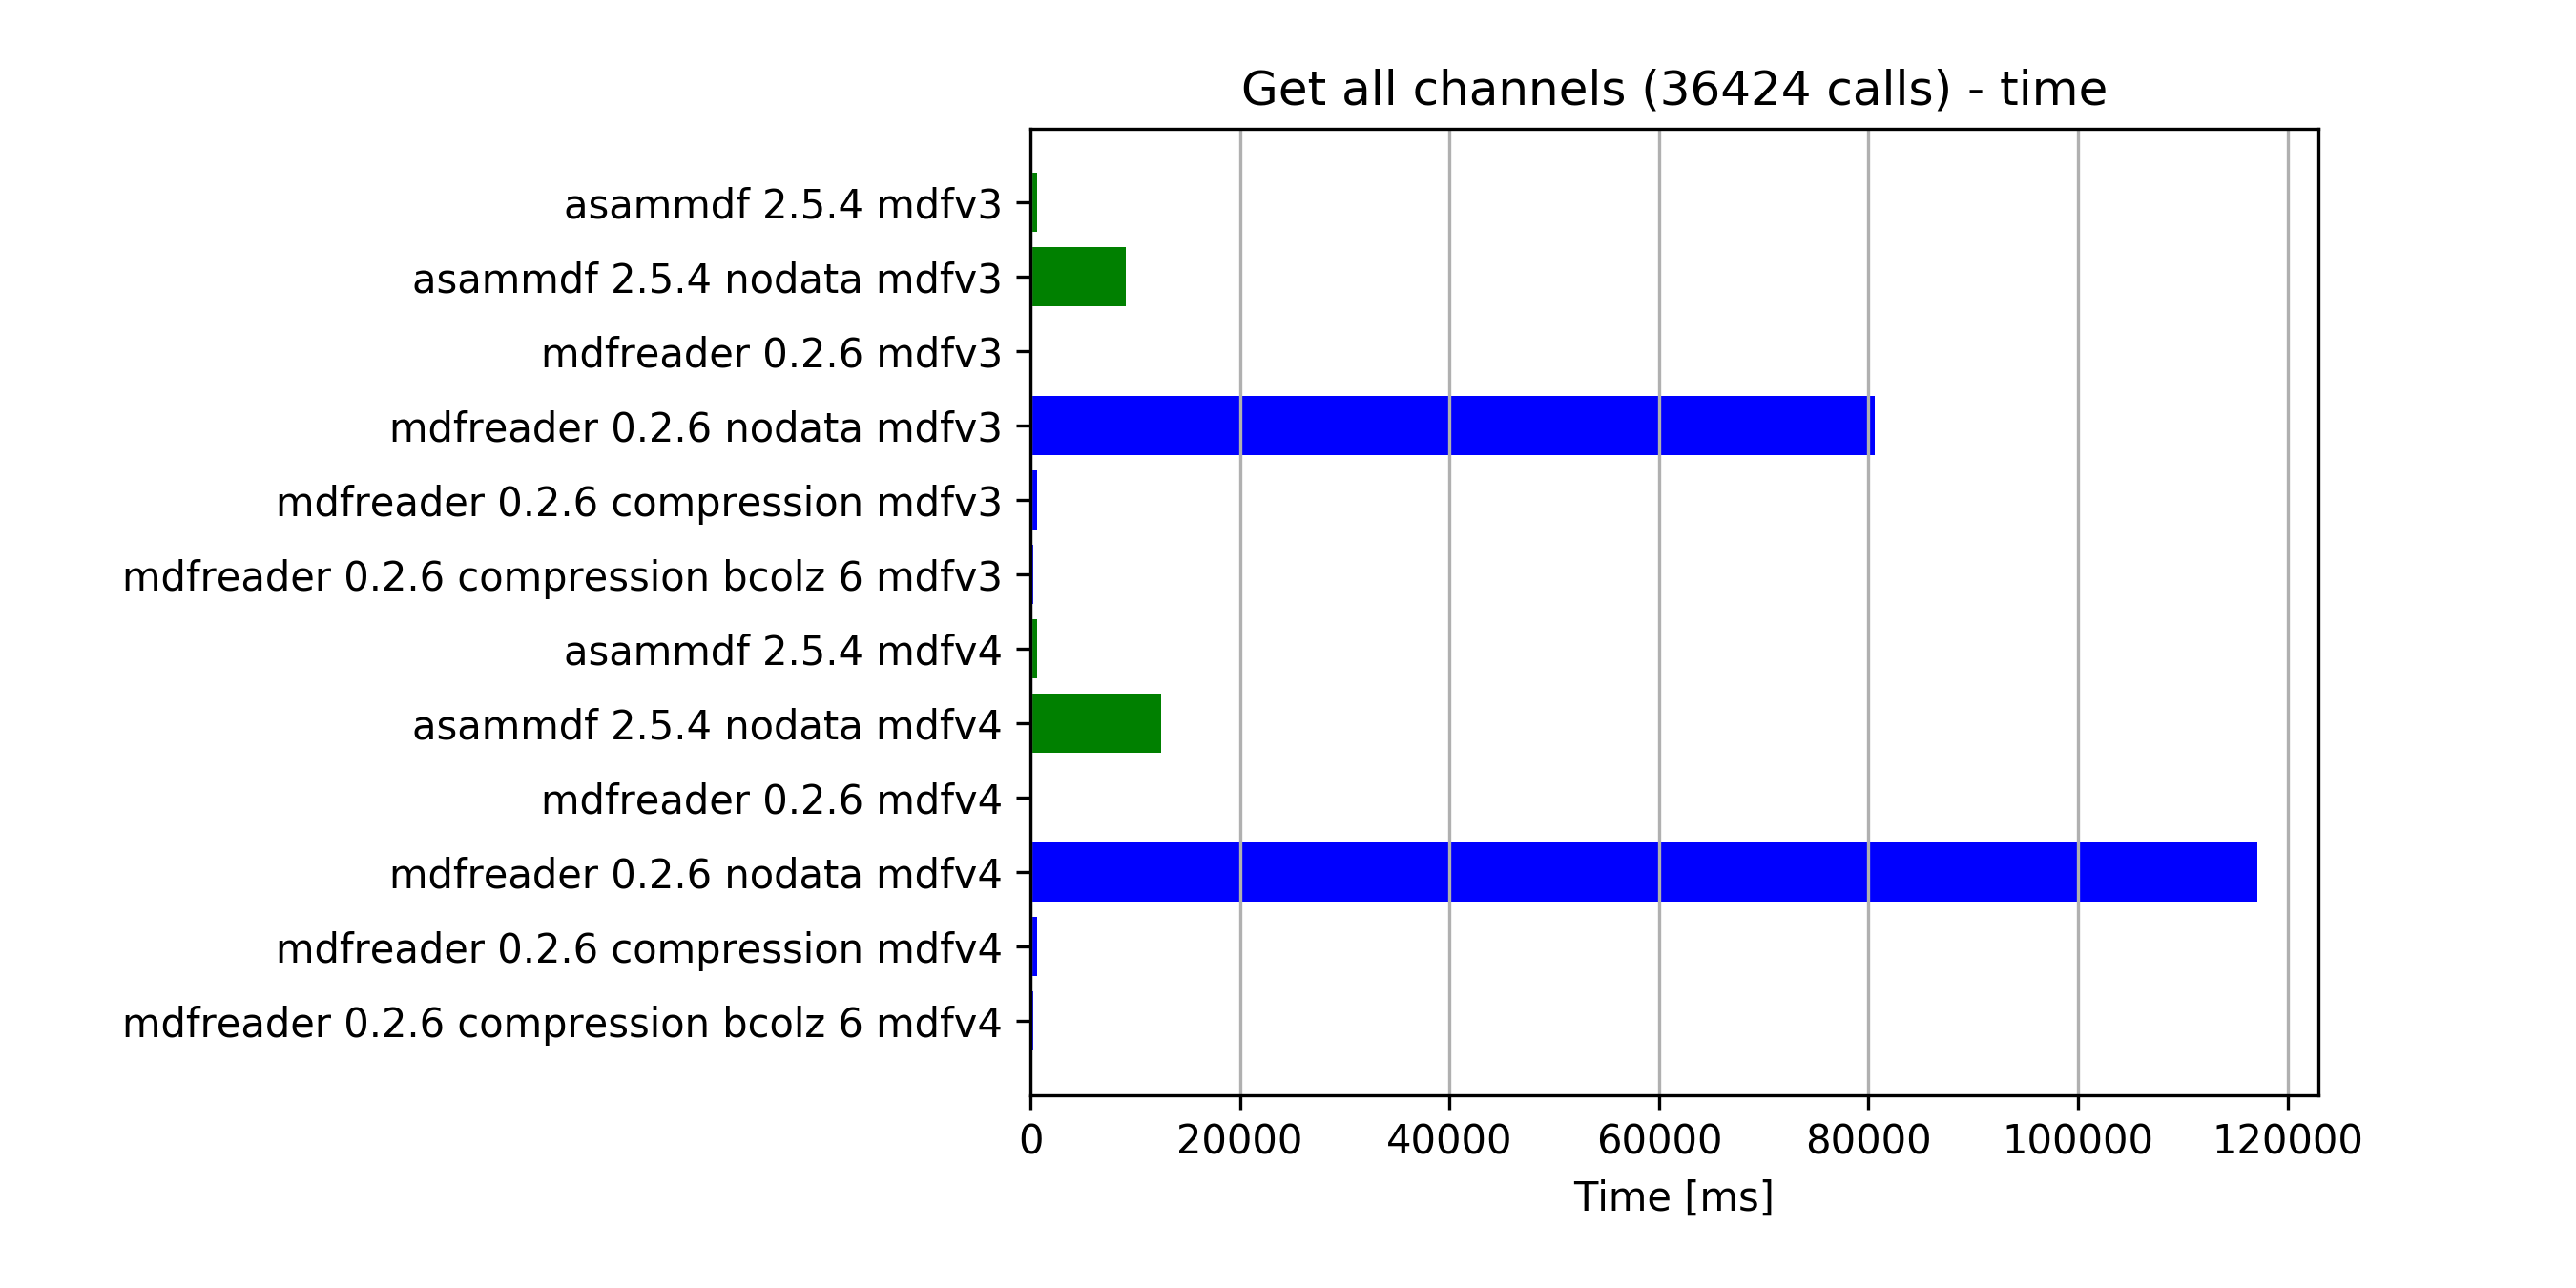 Get all channels (36424 calls) - time
asammdf 2.5.4 mdfv3
asammdf 2.5.4 nodata mdfv3
mdfreader 0.2.6 mdfv3
mdfreader 0.2.6 nodata mdfv3
mdfreader 0.2.6 compression mdfv3
mdfreader 0.2.6 compression bcolz 6 mdfv3
asammdf 2.5.4 mdfv4
asammdf 2.5.4 nodata mdfv4
mdfreader 0.2.6 mdfv4
mdfreader 0.2.6 nodata mdfv4
mdfreader 0.2.6 compression mdfv4
mdfreader 0.2.6 compression bcolz 6 mdfv4
0 20000 40000 60000 80000 100000 120000
Time [ms]